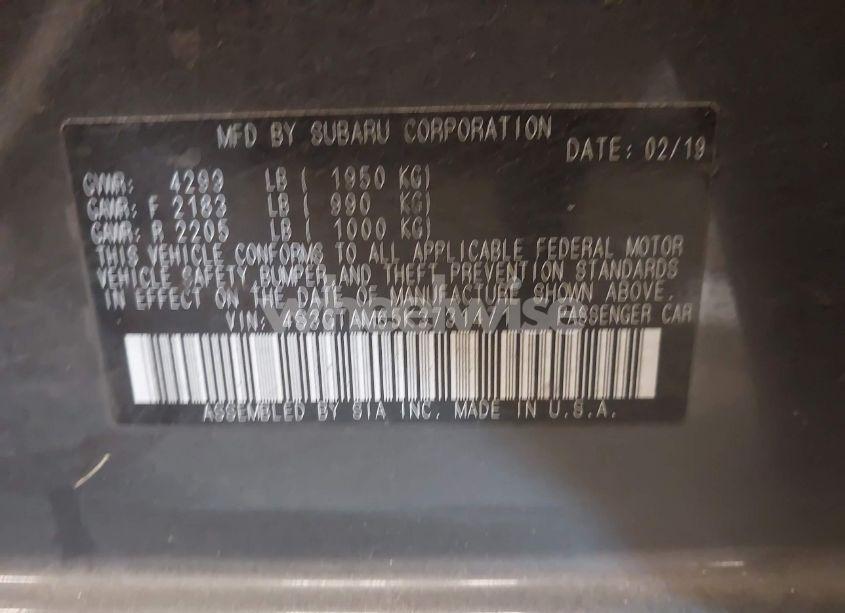 MFD BY SUBARU CORPORATION
DATE: 02/19
GVWR: 4299 LB ( 1950 KG)
GAWR: F 2183 LB ( 990 KG)
GAWR: R 2205 LB ( 1000 KG)
THIS VEHICLE CONFORMS TO ALL APPLICABLE FEDERAL MOTOR
VEHICLE SAFETY BUMPER AND THEFT PREVENTION STANDARDS
IN EFFECT ON THE DATE OF MANUFACTURE SHOWN ABOVE.
VIN: PASSENGER CAR
ASSEMBLED BY SIA INC. MADE IN U.S.A.